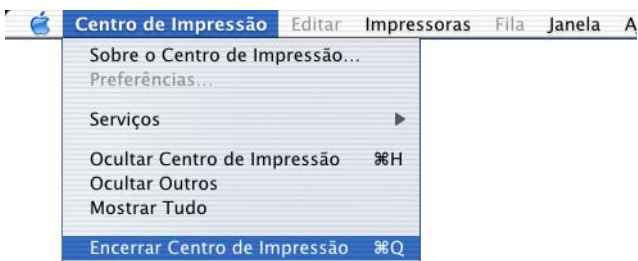 Centro de Impressão Editar Impressoras Fila Janela A
Sobre o Centro de Impressão...
Preferências...
Serviços
Ocultar Centro de Impressão ⌘H
Ocultar Outros
Mostrar Tudo
Encerrar Centro de Impressão ⌘Q